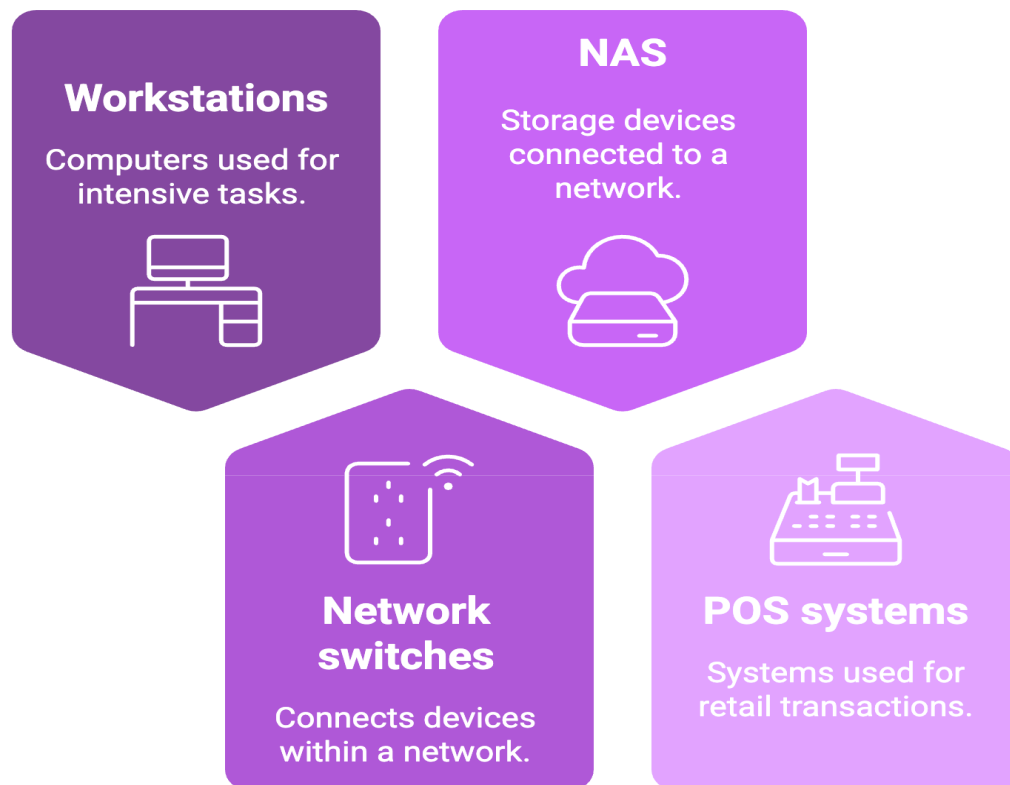 Workstations
Computers used for
intensive tasks.
NAS
Storage devices
connected to a
network.
Network
switches
Connects devices
within a network.
POS systems
Systems used for
retail transactions.